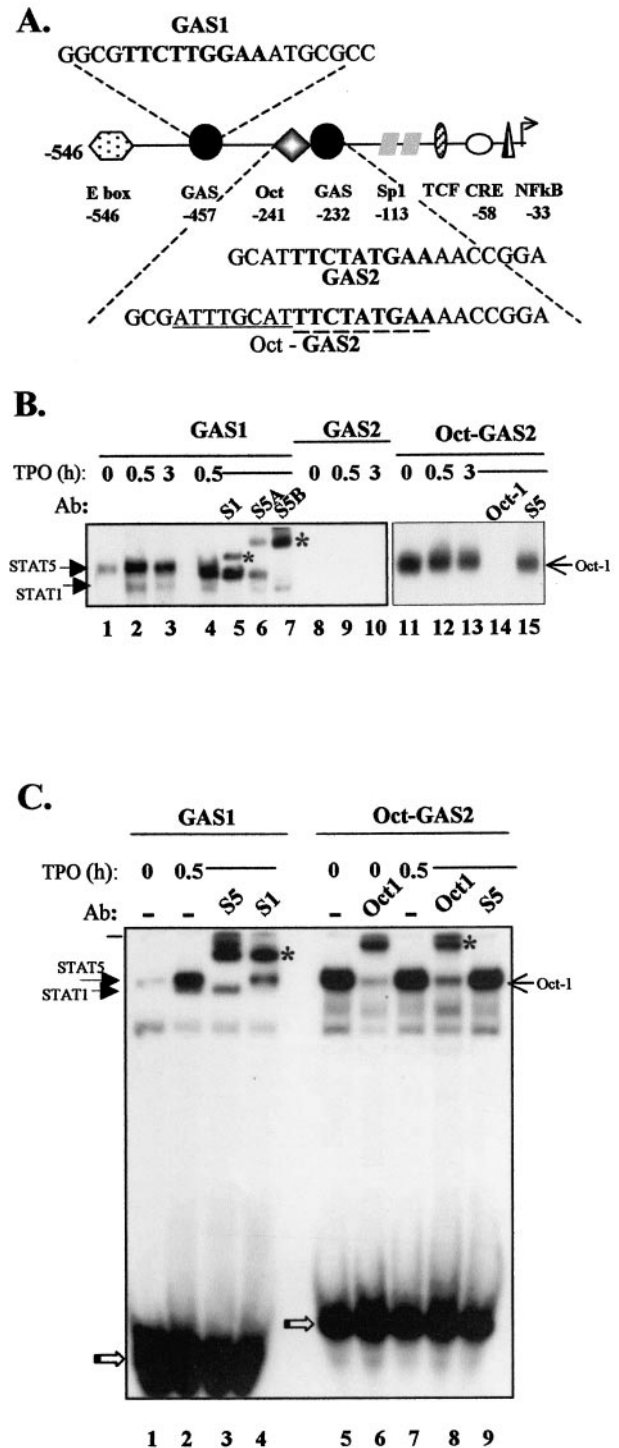 A.
GAS1
GGCGTTCTTGGAAATGCGCC
-546
E box GAS Oct GAS Sp1 TCF CRE NFkB
-546 -457 -241 -232 -113 -58 -33
GCATTTCTATGAAAACCGGA
GAS2
GCGATTTGCATTTCTATGAAAACCGGA
Oct - GAS2
B.
GAS1 GAS2 Oct-GAS2
TPO (h): 0 0.5 3 0.5 0 0.5 3 0 0.5 3
Ab: S1 S5A S5B Oct-1 S5
* *
STAT5 Oct-1
STAT1
1 2 3 4 5 6 7 8 9 10 11 12 13 14 15
C.
GAS1 Oct-GAS2
TPO (h): 0 0.5 0 0 0.5
Ab: - - S5 S1 - Oct1 - Oct1 S5
* *
STAT5 Oct-1
STAT1
1 2 3 4 5 6 7 8 9